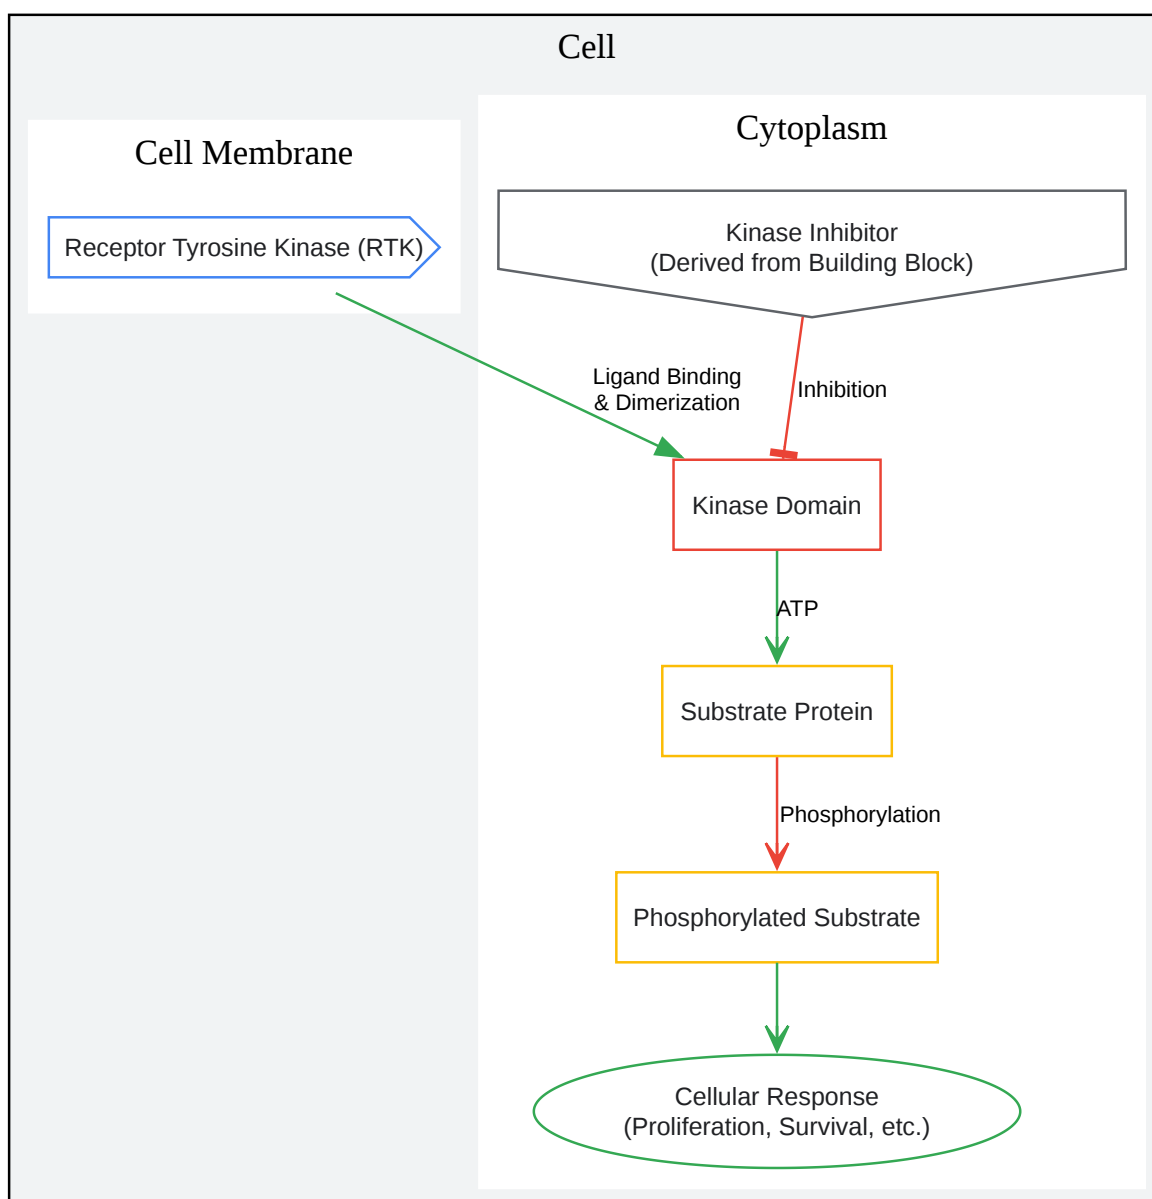 Cell
Cell Membrane
Receptor Tyrosine Kinase (RTK)
Cytoplasm
Kinase Inhibitor
(Derived from Building Block)
Ligand Binding
& Dimerization
Inhibition
Kinase Domain
ATP
Substrate Protein
Phosphorylation
Phosphorylated Substrate
Cellular Response
(Proliferation, Survival, etc.)